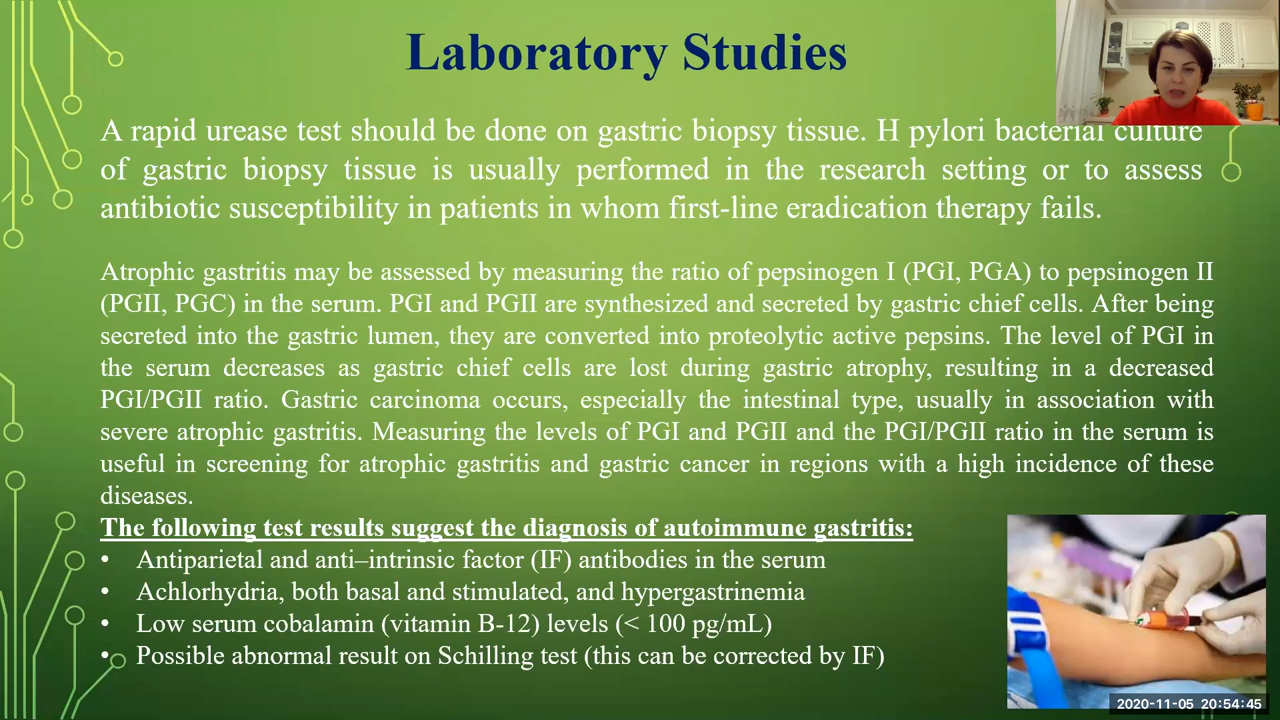 Laboratory Studies
A rapid urease test should be done on gastric biopsy tissue. H pylori bacterial culture
of gastric biopsy tissue is usually performed in the research setting or to assess
antibiotic susceptibility in patients in whom first-line eradication therapy fails.
Atrophic gastritis may be assessed by measuring the ratio of pepsinogen I (PGI, PGA) to pepsinogen II
(PGII, PGC) in the serum. PGI and PGII are synthesized and secreted by gastric chief cells. After being
secreted into the gastric lumen, they are converted into proteolytic active pepsins. The level of PGI in
the serum decreases as gastric chief cells are lost during gastric atrophy, resulting in a decreased
PGI/PGII ratio. Gastric carcinoma occurs, especially the intestinal type, usually in association with
severe atrophic gastritis. Measuring the levels of PGI and PGII and the PGI/PGII ratio in the serum is
useful in screening for atrophic gastritis and gastric cancer in regions with a high incidence of these
diseases.
The following test results suggest the diagnosis of autoimmune gastritis:
• Antiparietal and anti–intrinsic factor (IF) antibodies in the serum
• Achlorhydria, both basal and stimulated, and hypergastrinemia
• Low serum cobalamin (vitamin B-12) levels (< 100 pg/mL)
• Possible abnormal result on Schilling test (this can be corrected by IF)
2020-11-05 20:54:45